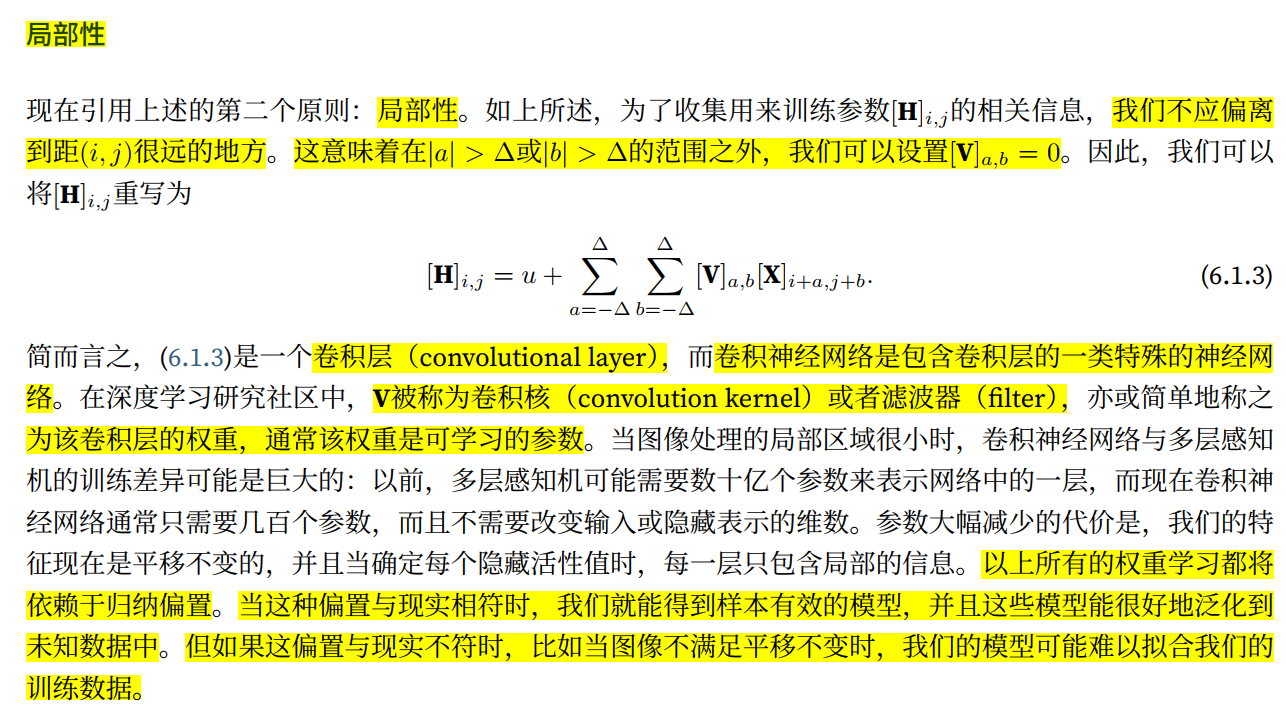 局部性
现在引用上述的第二个原则：局部性。如上所述，为了收集用来训练参数[H]i,j的相关信息，我们不应偏离
到距(i, j)很远的地方。这意味着在|a| > Δ或|b| > Δ的范围之外，我们可以设置[V]a,b = 0。因此，我们可以
将[H]i,j重写为
[H]i,j = u + ∑_{a=−Δ}^{Δ} ∑_{b=−Δ}^{Δ} [V]a,b[X]i+a,j+b. (6.1.3)
简而言之，(6.1.3)是一个卷积层（convolutional layer），而卷积神经网络是包含卷积层的一类特殊的神经网
络。在深度学习研究社区中，V被称为卷积核（convolution kernel）或者滤波器（filter），亦或简单地称之
为该卷积层的权重，通常该权重是可学习的参数。当图像处理的局部区域很小时，卷积神经网络与多层感知
机的训练差异可能是巨大的：以前，多层感知机可能需要数十亿个参数来表示网络中的一层，而现在卷积神
经网络通常只需要几百个参数，而且不需要改变输入或隐藏表示的维数。参数大幅减少的代价是，我们的特
征现在是平移不变的，并且当确定每个隐藏活性值时，每一层只包含局部的信息。以上所有的权重学习都将
依赖于归纳偏置。当这种偏置与现实相符时，我们就能得到样本有效的模型，并且这些模型能很好地泛化到
未知数据中。但如果这偏置与现实不符时，比如当图像不满足平移不变时，我们的模型可能难以拟合我们的
训练数据。